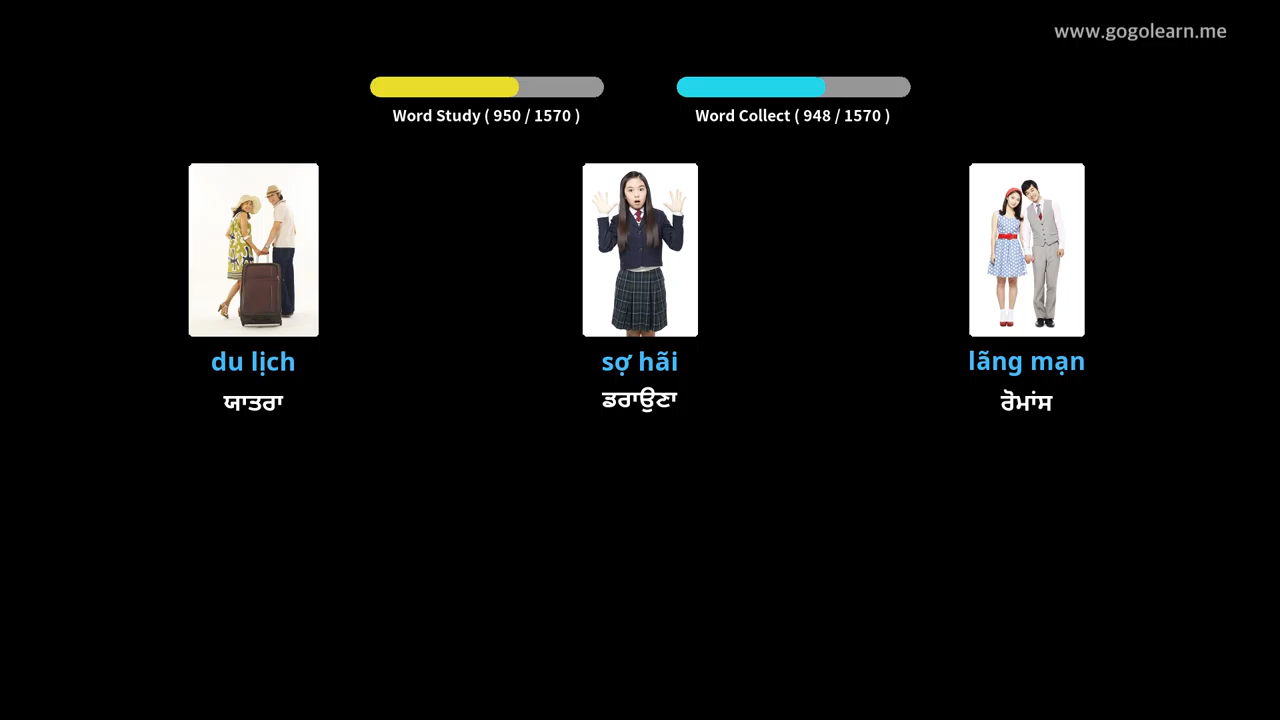 www.gogolearn.me
Word Study ( 950 / 1570 )
Word Collect ( 948 / 1570 )
du lịch
sợ hãi
lãng mạn
ਯਾਤਰਾ
ਡਰਾਉਣਾ
ਰੋਮਾਂਸ